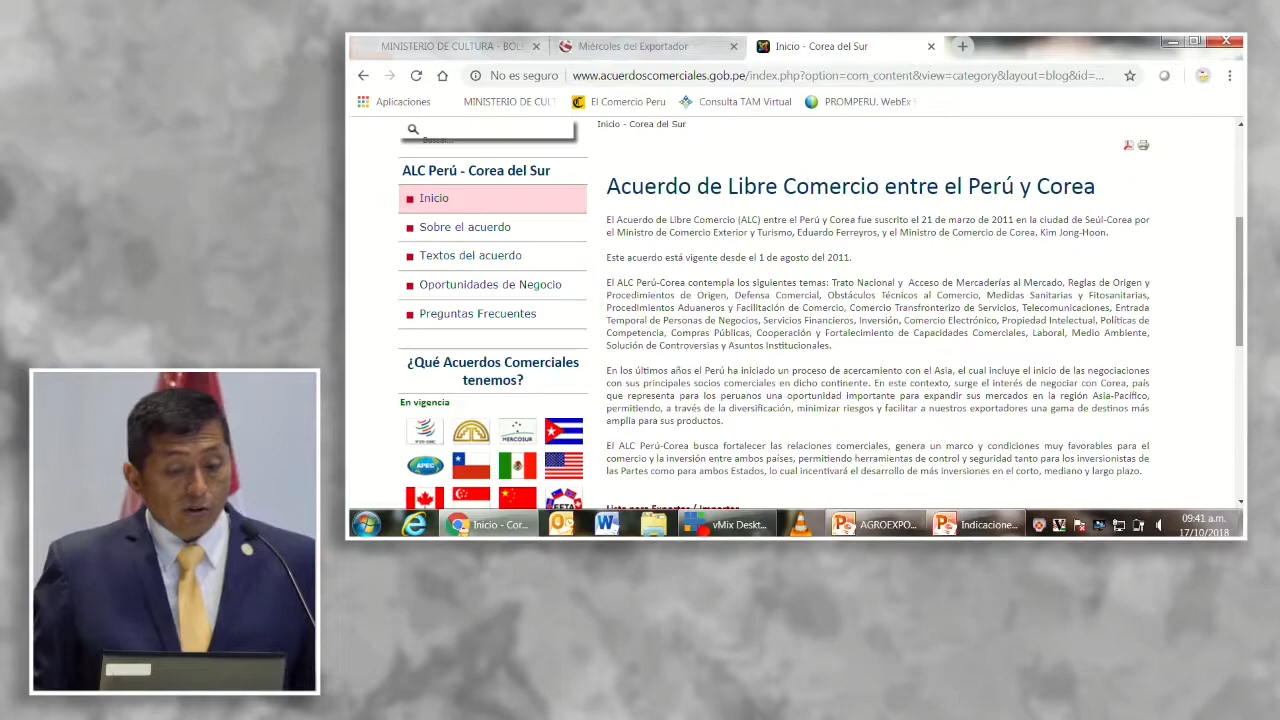 MINISTERIO DE CULTURA - BOL
Miércoles del Exportador
Inicio - Corea del Sur
No es seguro
www.acuerdoscomerciales.gob.pe/index.php?option=com_content&view=category&layout=blog&id=...
Aplicaciones
MINISTERIO DE CUL
El Comercio Peru
Consulta TAM Virtual
PROMPERU. WebEx
Buscar...
ALC Perú - Corea del Sur
Inicio
Sobre el acuerdo
Textos del acuerdo
Oportunidades de Negocio
Preguntas Frecuentes
¿Qué Acuerdos Comerciales
tenemos?
En vigencia
MERCOSUR
APEC
Inicio - Corea del Sur
Acuerdo de Libre Comercio entre el Perú y Corea
El Acuerdo de Libre Comercio (ALC) entre el Perú y Corea fue suscrito el 21 de marzo de 2011 en la ciudad de Seúl-Corea por
el Ministro de Comercio Exterior y Turismo, Eduardo Ferreyros, y el Ministro de Comercio de Corea, Kim Jong-Hoon.
Este acuerdo está vigente desde el 1 de agosto del 2011.
El ALC Perú-Corea contempla los siguientes temas: Trato Nacional y Acceso de Mercaderías al Mercado, Reglas de Origen y
Procedimientos de Origen, Defensa Comercial, Obstáculos Técnicos al Comercio, Medidas Sanitarias y Fitosanitarias,
Procedimientos Aduaneros y Facilitación de Comercio, Comercio Transfronterizo de Servicios, Telecomunicaciones, Entrada
Temporal de Personas de Negocios, Servicios Financieros, Inversión, Comercio Electrónico, Propiedad Intelectual, Políticas de
Competencia, Compras Públicas, Cooperación y Fortalecimiento de Capacidades Comerciales, Laboral, Medio Ambiente,
Solución de Controversias y Asuntos Institucionales.
En los últimos años el Perú ha iniciado un proceso de acercamiento con el Asia, el cual incluye el inicio de las negociaciones
con sus principales socios comerciales en dicho continente. En este contexto, surge el interés de negociar con Corea, país
que representa para los peruanos una oportunidad importante para expandir sus mercados en la región Asia-Pacífico,
permitiendo, a través de la diversificación, minimizar riesgos y facilitar a nuestros exportadores una gama de destinos más
amplia para sus productos.
El ALC Perú-Corea busca fortalecer las relaciones comerciales, genera un marco y condiciones muy favorables para el
comercio y la inversión entre ambos países, permitiendo herramientas de control y seguridad tanto para los inversionistas de
las Partes como para ambos Estados, lo cual incentivará el desarrollo de más inversiones en el corto, mediano y largo plazo.
Listo para Exportar / Importar
Inicio - Cor...
vMix Deskt...
AGROEXPO...
Indicacione...
09:41 a.m.
17/10/2018